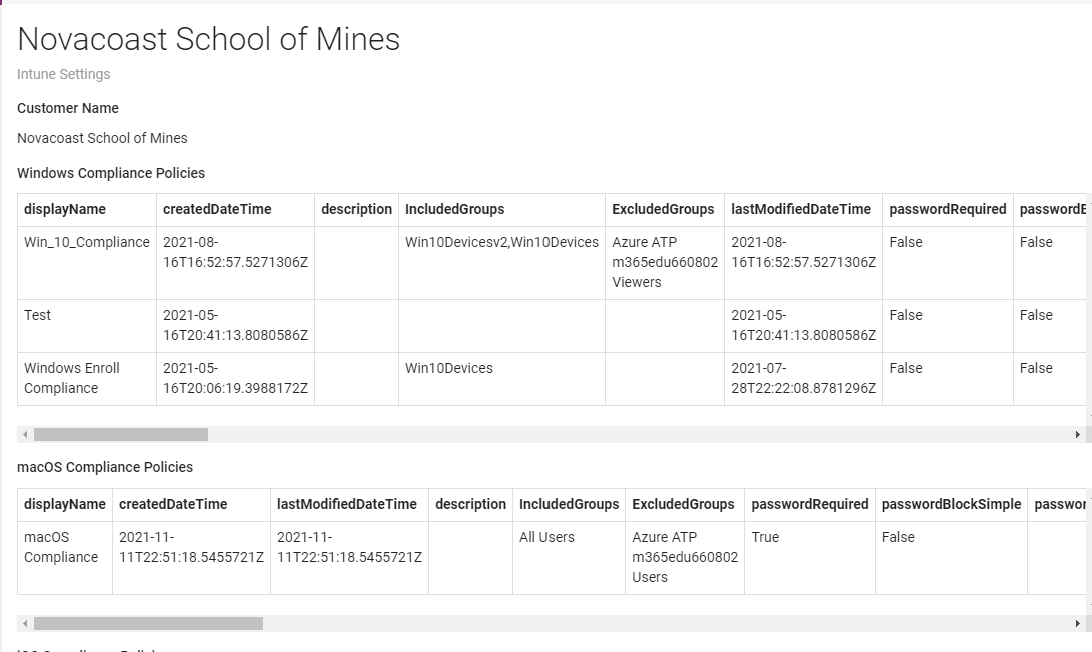 Novacoast School of Mines
Intune Settings
Customer Name
Novacoast School of Mines
Windows Compliance Policies
displayName createdDateTime description IncludedGroups ExcludedGroups lastModifiedDateTime passwordRequired
Win_10_Compliance 2021-08- Win10Devicesv2,Win10Devices Azure ATP 2021-08- False False
16T16:52:57.5271306Z m365edu660802 16T16:52:57.5271306Z
Viewers
Test 2021-05- 2021-05- False False
16T20:41:13.8080586Z 16T20:41:13.8080586Z
Windows Enroll 2021-05- Win10Devices 2021-07- False False
Compliance 16T20:06:19.3988172Z 28T22:22:08.8781296Z
macOS Compliance Policies
displayName createdDateTime lastModifiedDateTime description IncludedGroups ExcludedGroups passwordRequired passwordBlockSimple
macOS 2021-11- 2021-11- All Users Azure ATP True False
Compliance 11T22:51:18.5455721Z 11T22:51:18.5455721Z m365edu660802
Users